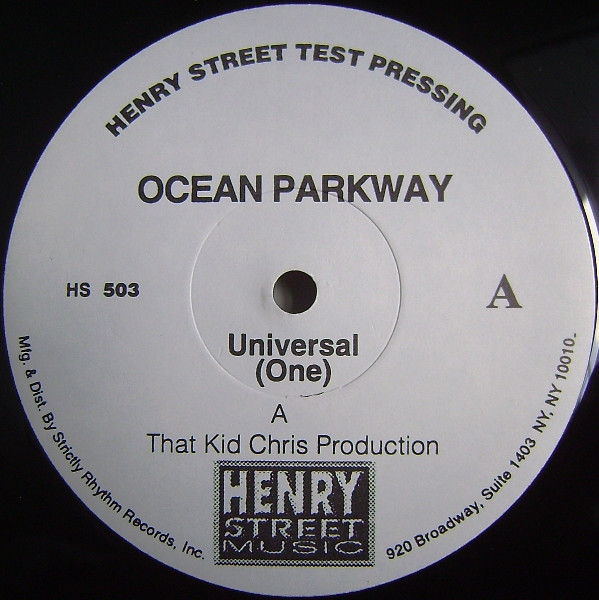 HENRY STREET TEST PRESSING
OCEAN PARKWAY
HS 503
A
Universal
(One)
A
That Kid Chris Production
HENRY
STREET
MUSIC
Mfg. & Dist. By Strictly Rhythm Records, Inc.
920 Broadway, Suite 1403 NY, NY 10010-